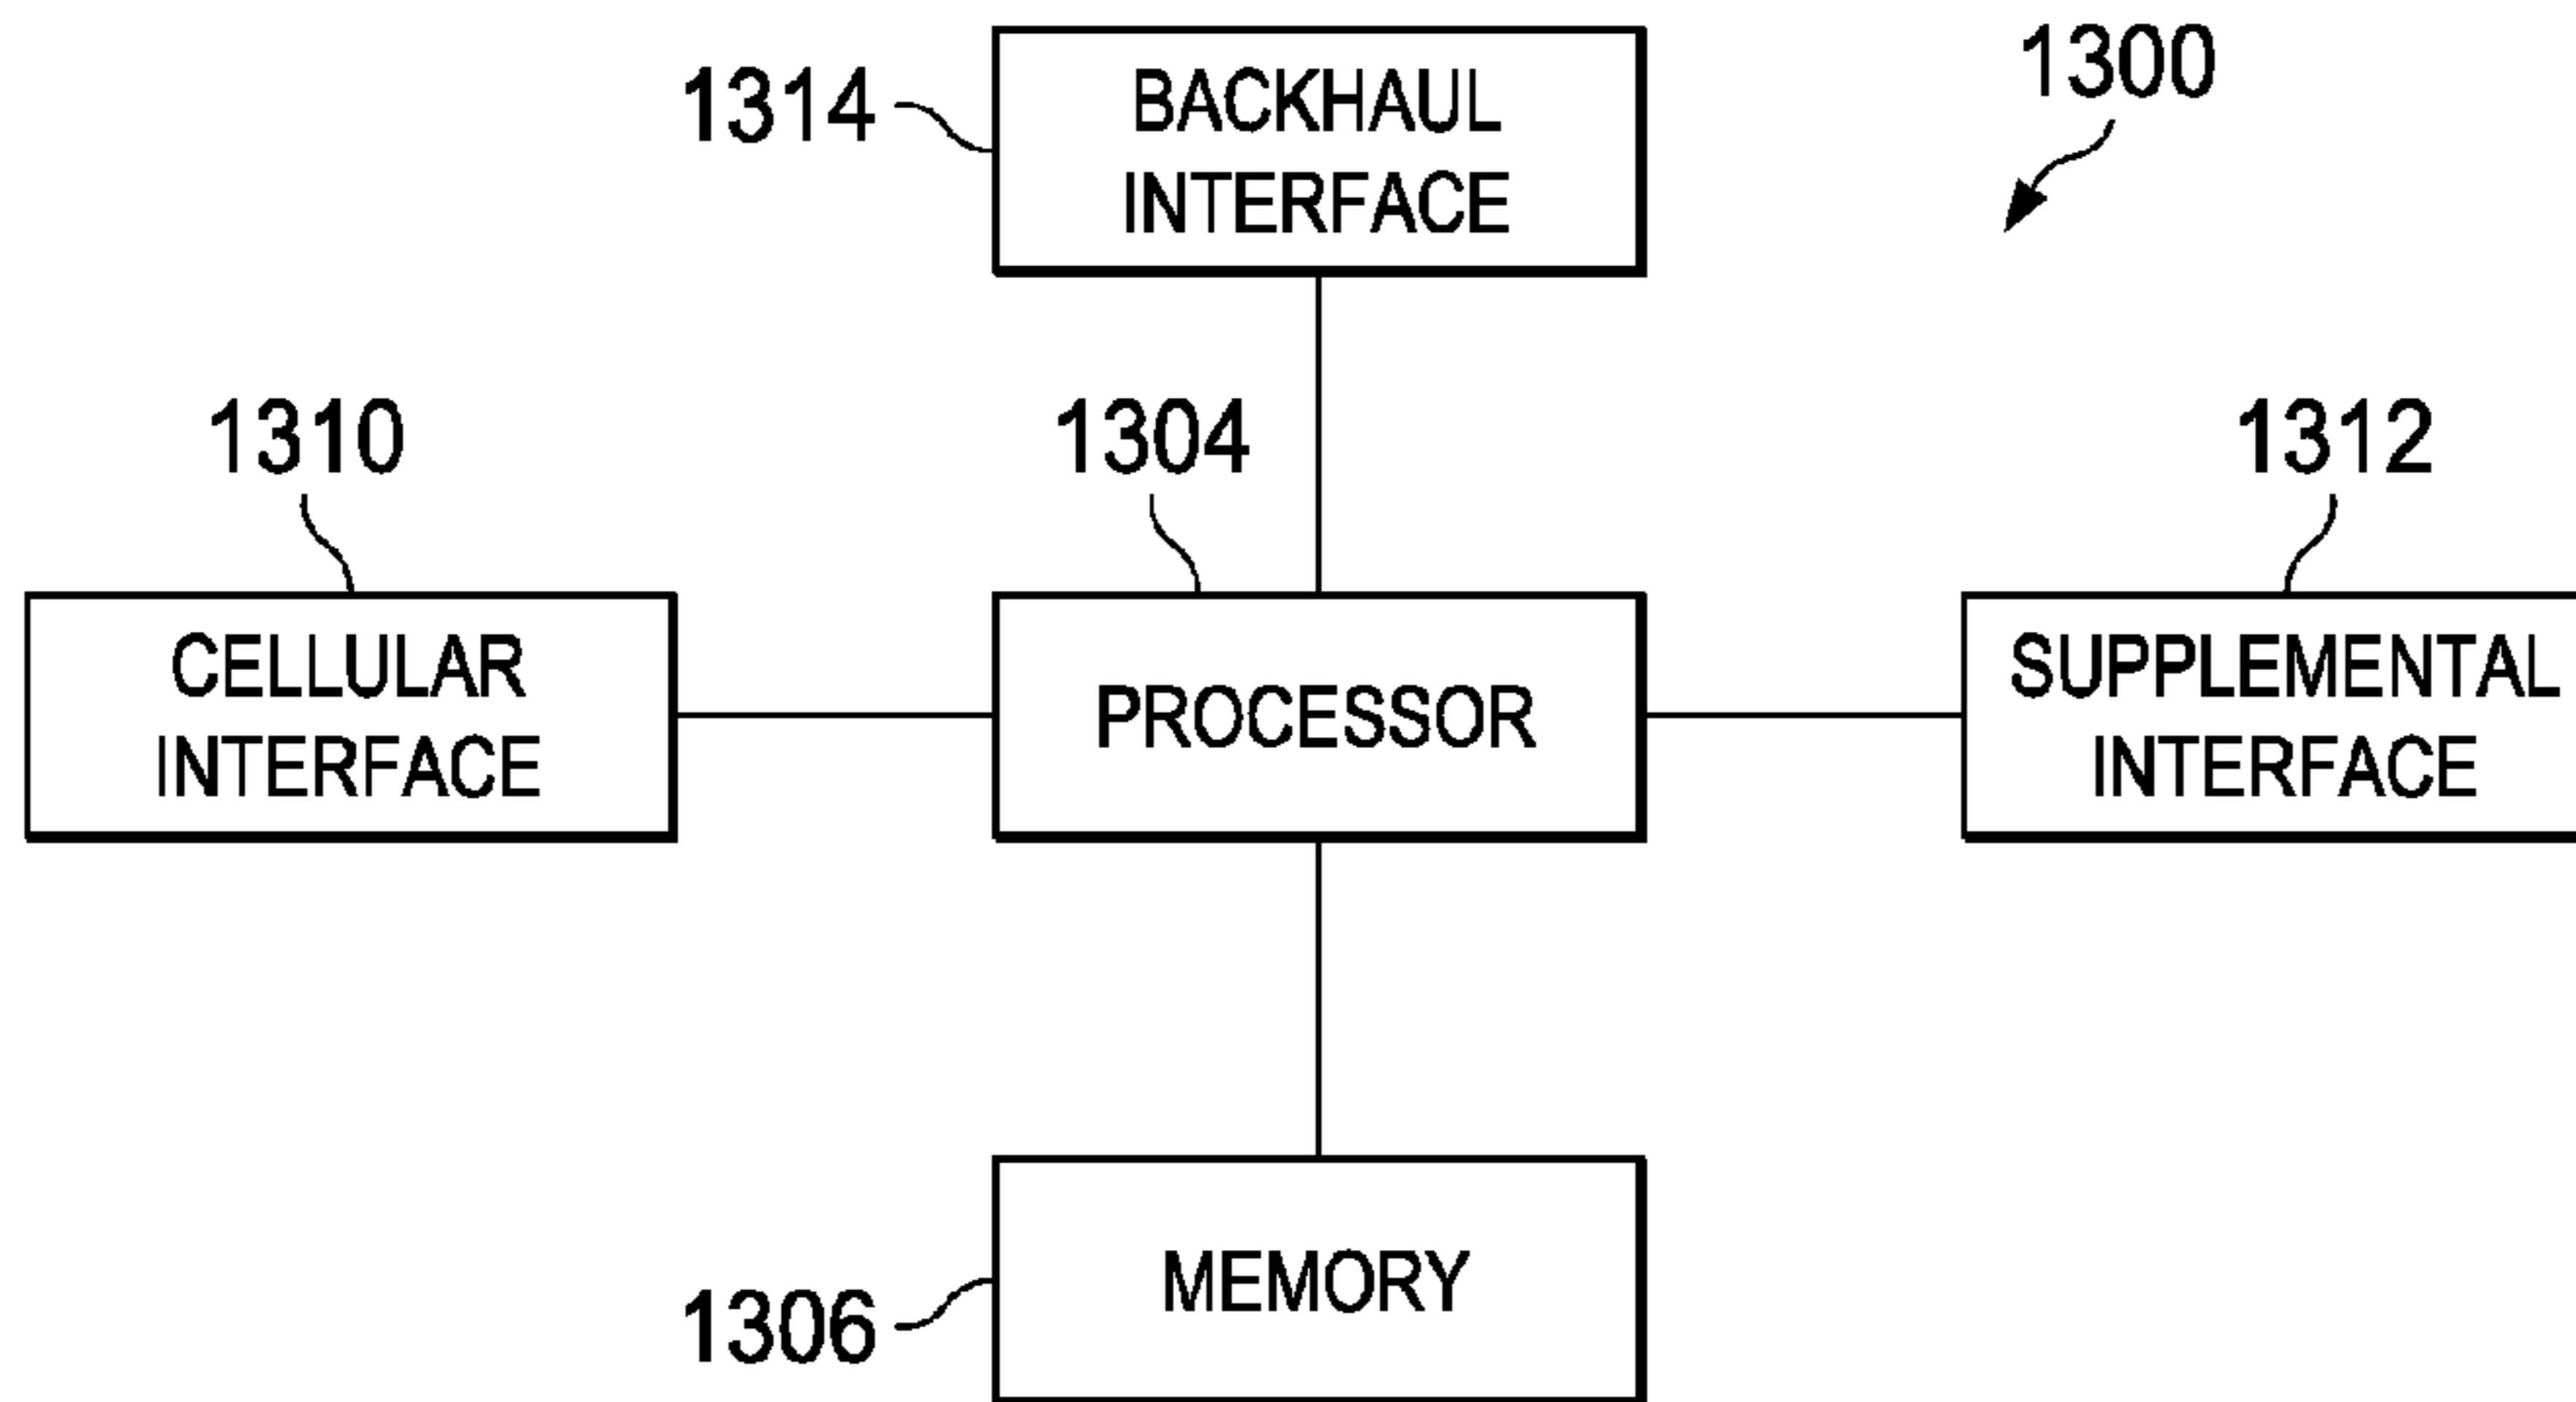 1300
1314
BACKHAUL
INTERFACE
1310
1304
1312
CELLULAR
INTERFACE
PROCESSOR
SUPPLEMENTAL
INTERFACE
1306
MEMORY